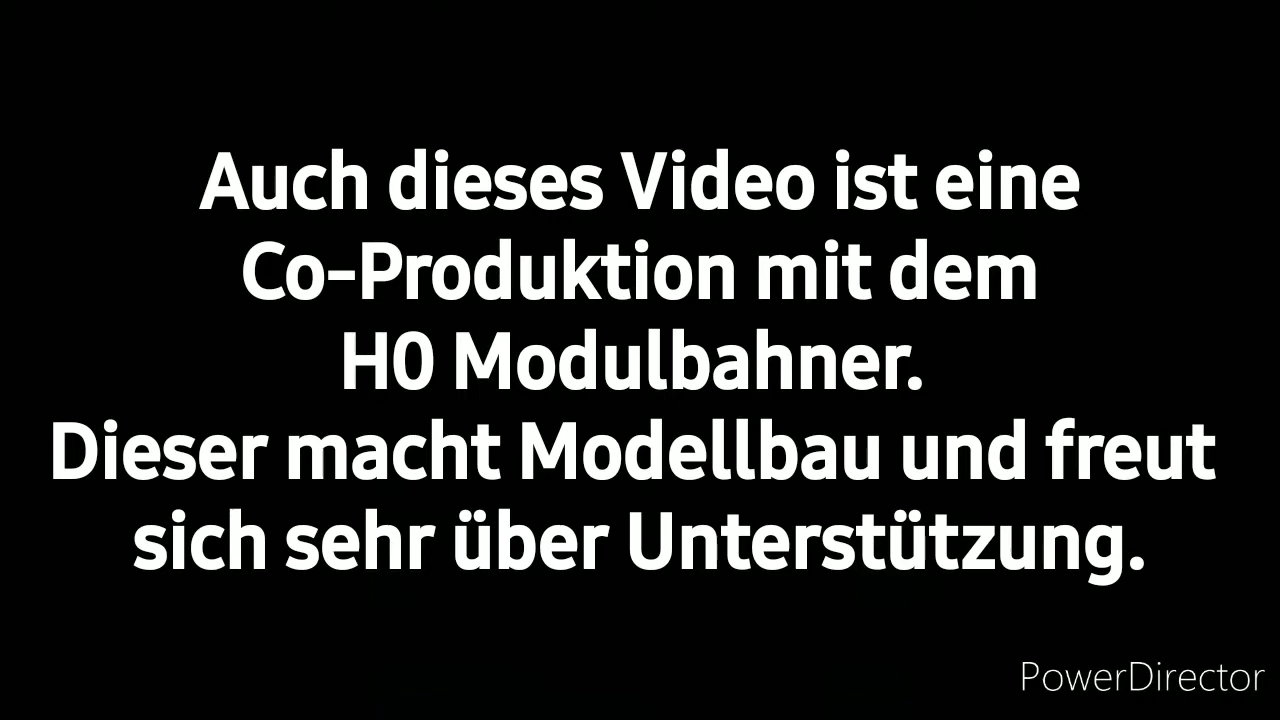 Auch dieses Video ist eine
Co-Produktion mit dem
H0 Modulbahner.
Dieser macht Modellbau und freut
sich sehr über Unterstützung.
PowerDirector